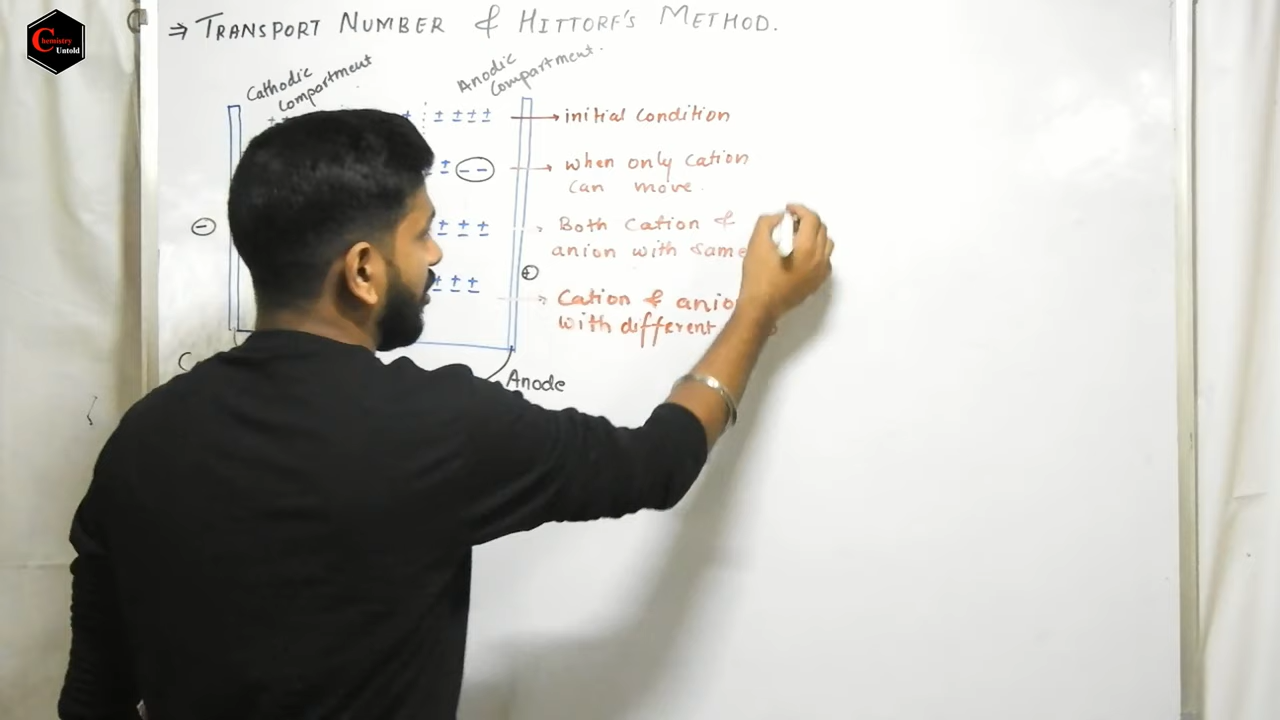 Chemistry
Untold
⇒ TRANSPORT NUMBER & HITTORF'S METHOD.
Cathodic
Compartment
Anodic
Compartment.
± ± ± ± → initial condition
± - - → when only cation
can move.
- ± ± ± → Both Cation &
anion with same
+
± ± ± → Cation & anio
with different
Anode